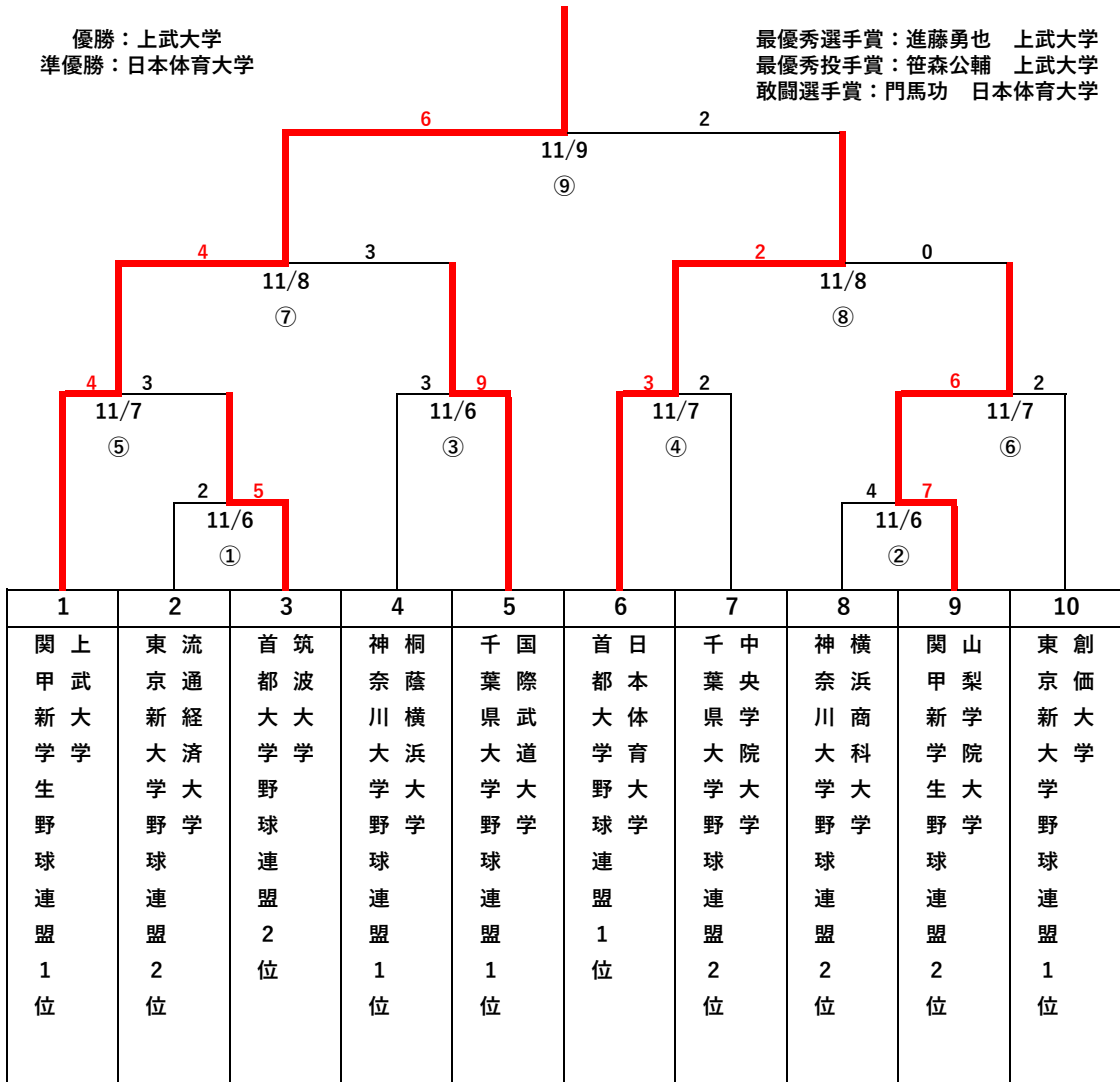 優勝：上武大学
準優勝：日本体育大学
最優秀選手賞：進藤勇也　上武大学
最優秀投手賞：笹森公輔　上武大学
敢闘選手賞：門馬功　日本体育大学
6
2
11/9
⑨
4
3
11/8
⑦
2
0
11/8
⑧
4
3
11/7
⑤
3
9
11/6
③
3
2
11/7
④
6
2
11/7
⑥
2
5
11/6
①
4
7
11/6
②
1
2
3
4
5
6
7
8
9
10
上武大学
関甲新学生野球連盟1位
流通経済大学
東京新大学野球連盟2位
筑波大学
首都大学野球連盟2位
桐蔭横浜大学
神奈川大学野球連盟1位
国際武道大学
千葉県大学野球連盟1位
日本体育大学
首都大学野球連盟1位
中央学院大学
千葉県大学野球連盟2位
横浜商科大学
神奈川大学野球連盟2位
山梨学院大学
関甲新学生野球連盟2位
創価大学
東京新大学野球連盟1位